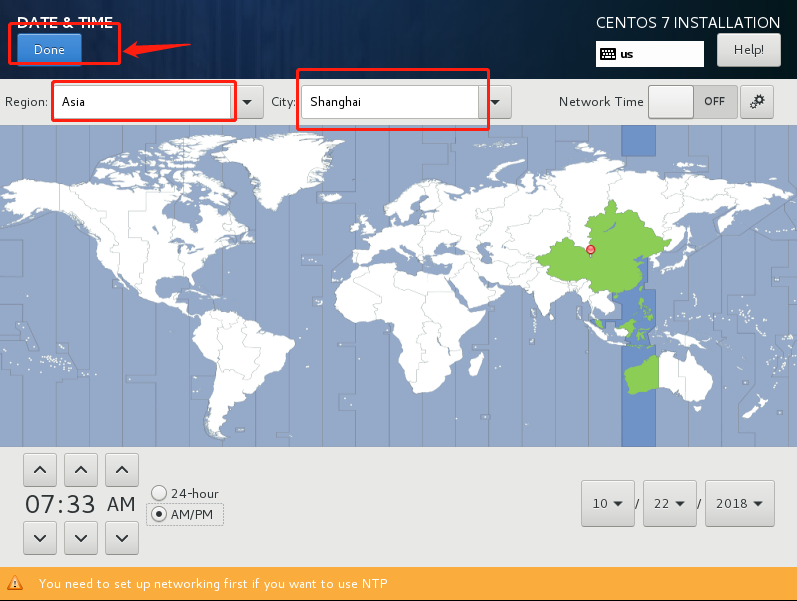 DATE & TIME
CENTOS 7 INSTALLATION
Done
us
Help!
Region: Asia
City: Shanghai
Network Time OFF
07:33 AM
24-hour
AM/PM
10 / 22 / 2018
You need to set up networking first if you want to use NTP